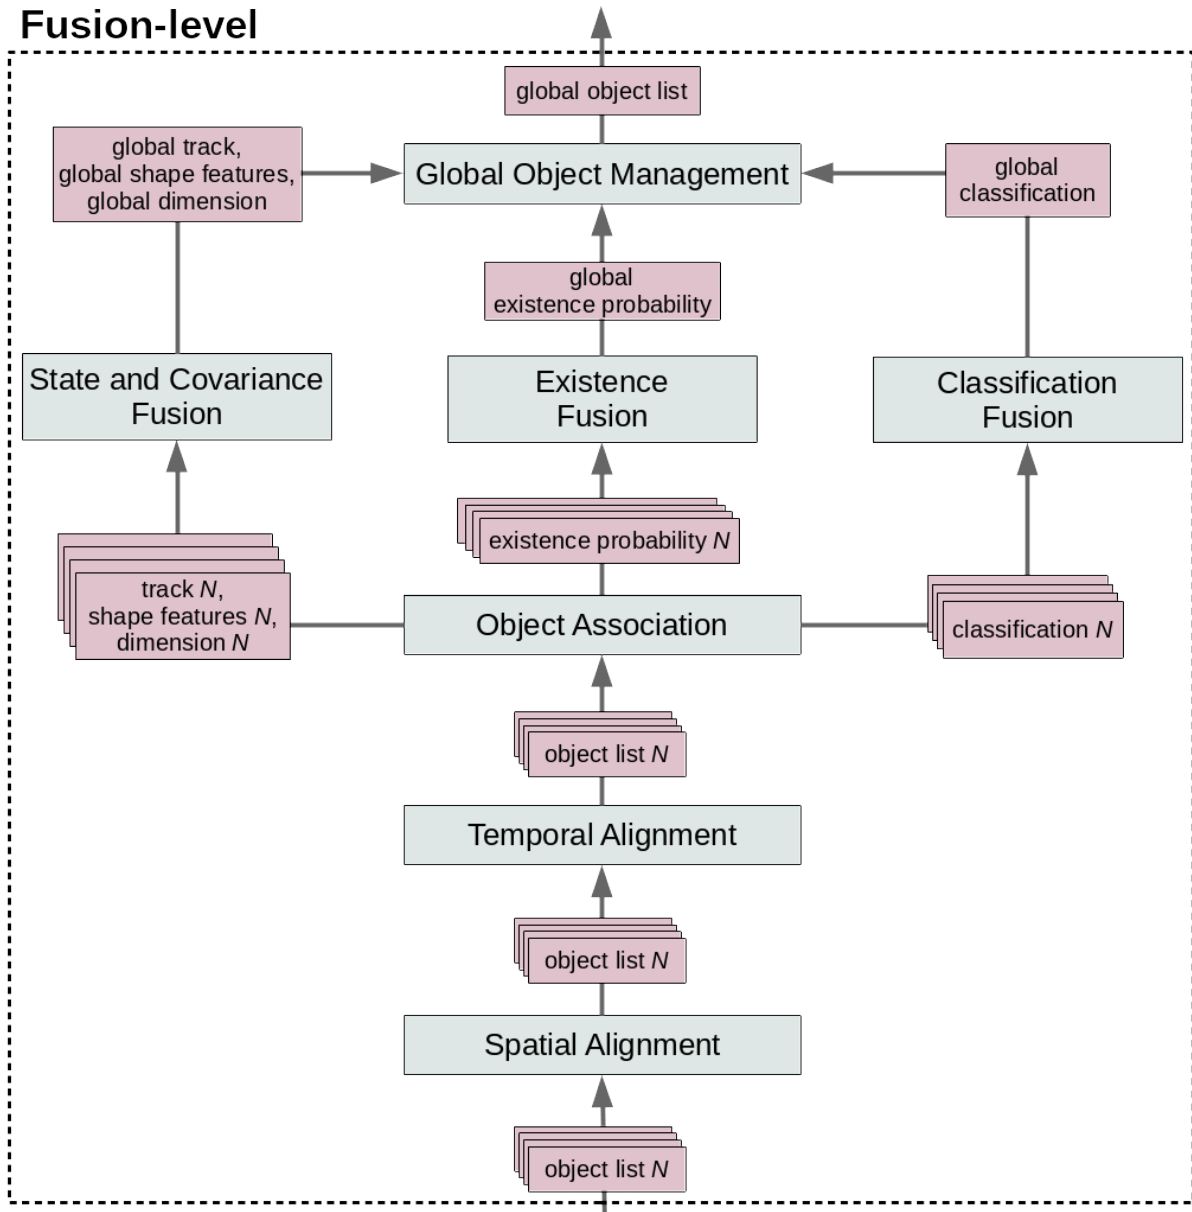 Fusion-level
global object list
global track,
global shape features,
global dimension
Global Object Management
global
classification
global
existence probability
State and Covariance
Fusion
Existence
Fusion
Classification
Fusion
existence probability N
track N,
shape features N,
dimension N
Object Association
classification N
object list N
Temporal Alignment
object list N
Spatial Alignment
object list N